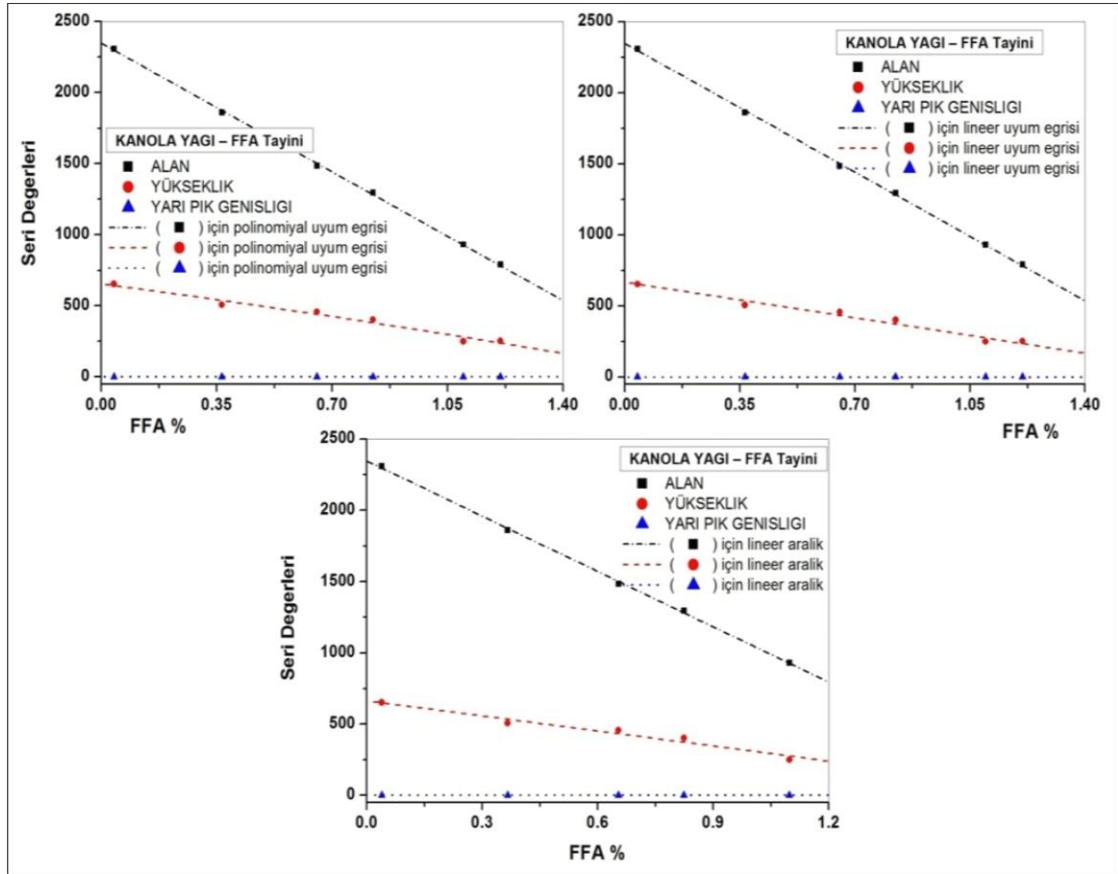 2500
2000
1500
1000
500
0
Seri Degerleri
KANOLA YAGI – FFA Tayini
ALAN
YÜKSEKLIK
YARI PIK GENISLIGI
( ■ ) için polinomiyal uyum egrisi
( ● ) için polinomiyal uyum egrisi
( ▲ ) için polinomiyal uyum egrisi
0.00 0.35 0.70 1.05 1.40
FFA %
2500
2000
1500
1000
500
0
KANOLA YAGI – FFA Tayini
ALAN
YÜKSEKLIK
YARI PIK GENISLIGI
( ■ ) için lineer uyum egrisi
( ● ) için lineer uyum egrisi
( ▲ ) için lineer uyum egrisi
0.00 0.35 0.70 1.05 1.40
FFA %
2500
2000
1500
1000
500
0
Seri Degerleri
KANOLA YAGI – FFA Tayini
ALAN
YÜKSEKLIK
YARI PIK GENISLIGI
( ■ ) için lineer aralik
( ● ) için lineer aralik
( ▲ ) için lineer aralik
0.0 0.3 0.6 0.9 1.2
FFA %